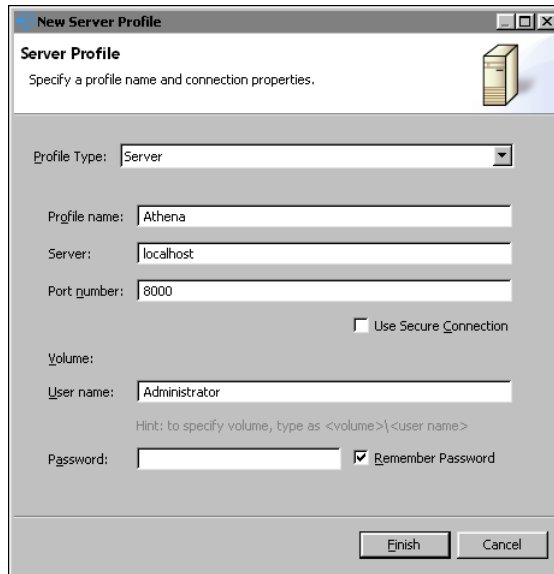 New Server Profile
Server Profile
Specify a profile name and connection properties.
Profile Type: Server
Profile name: Athena
Server: localhost
Port number: 8000
Use Secure Connection
Volume:
User name: Administrator
Hint: to specify volume, type as <volume>\<user name>
Password: Remember Password
Finish Cancel